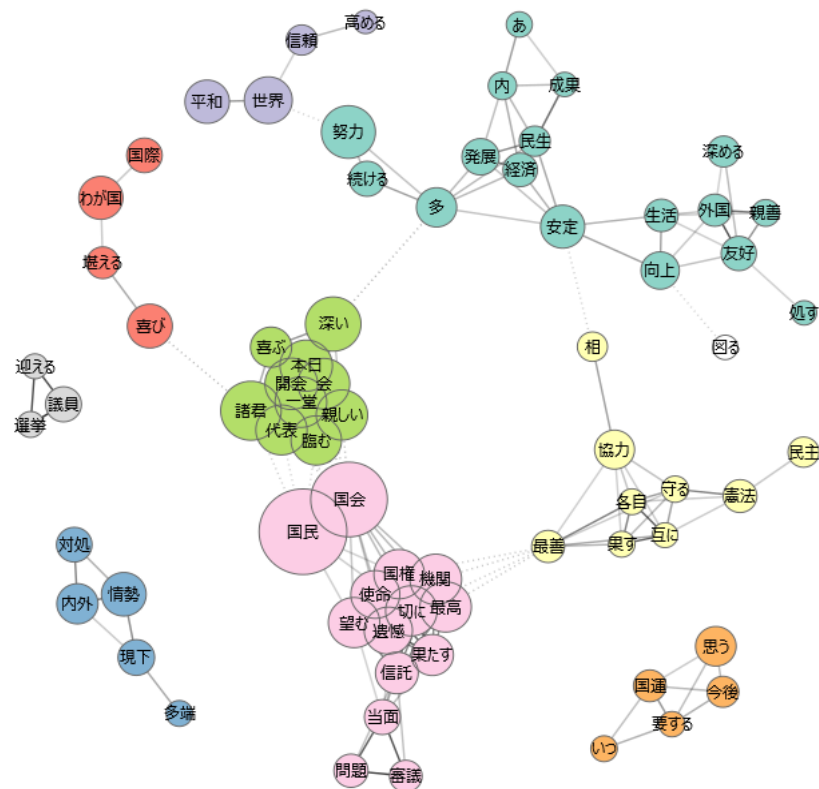 高める
信頼
平和
世界
努力
続ける
あ
内
成果
民生
発展
経済
多
安定
深める
生活
外国
親善
友好
向上
処す
図る
国際
わが国
堪える
喜び
深い
喜ぶ
本日
開会
会
一堂
諸君
親しい
代表
臨む
迎える
議員
選挙
相
協力
民主
守る
憲法
各自
互に
果す
最善
国会
国民
国権
機関
使命
切に
最高
望む
遺憾
果たす
信託
当面
問題
審議
対処
情勢
内外
現下
多端
思う
国運
今後
要する
いつ